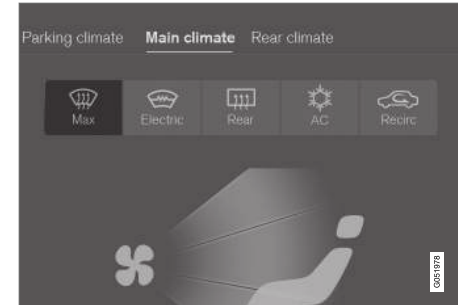 Parking climate Main climate Rear climate
Max Electric Rear AC Recirc
G051978